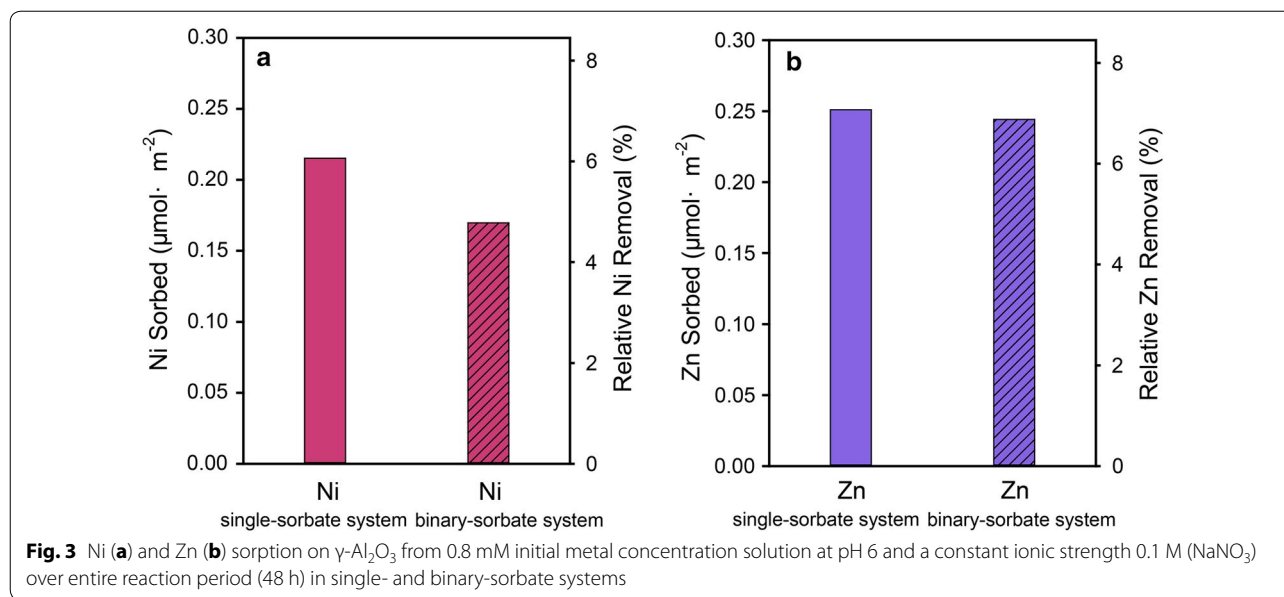 a
0.30
0.25
0.20
0.15
0.10
0.05
0.00
Ni Sorbed (µmol· m⁻²)
8
6
4
2
0
Relative Ni Removal (%)
Ni
single-sorbate system
Ni
binary-sorbate system
b
0.30
0.25
0.20
0.15
0.10
0.05
0.00
Zn Sorbed (µmol· m⁻²)
8
6
4
2
0
Relative Zn Removal (%)
Zn
single-sorbate system
Zn
binary-sorbate system
Fig. 3 Ni (a) and Zn (b) sorption on γ-Al₂O₃ from 0.8 mM initial metal concentration solution at pH 6 and a constant ionic strength 0.1 M (NaNO₃)
over entire reaction period (48 h) in single- and binary-sorbate systems